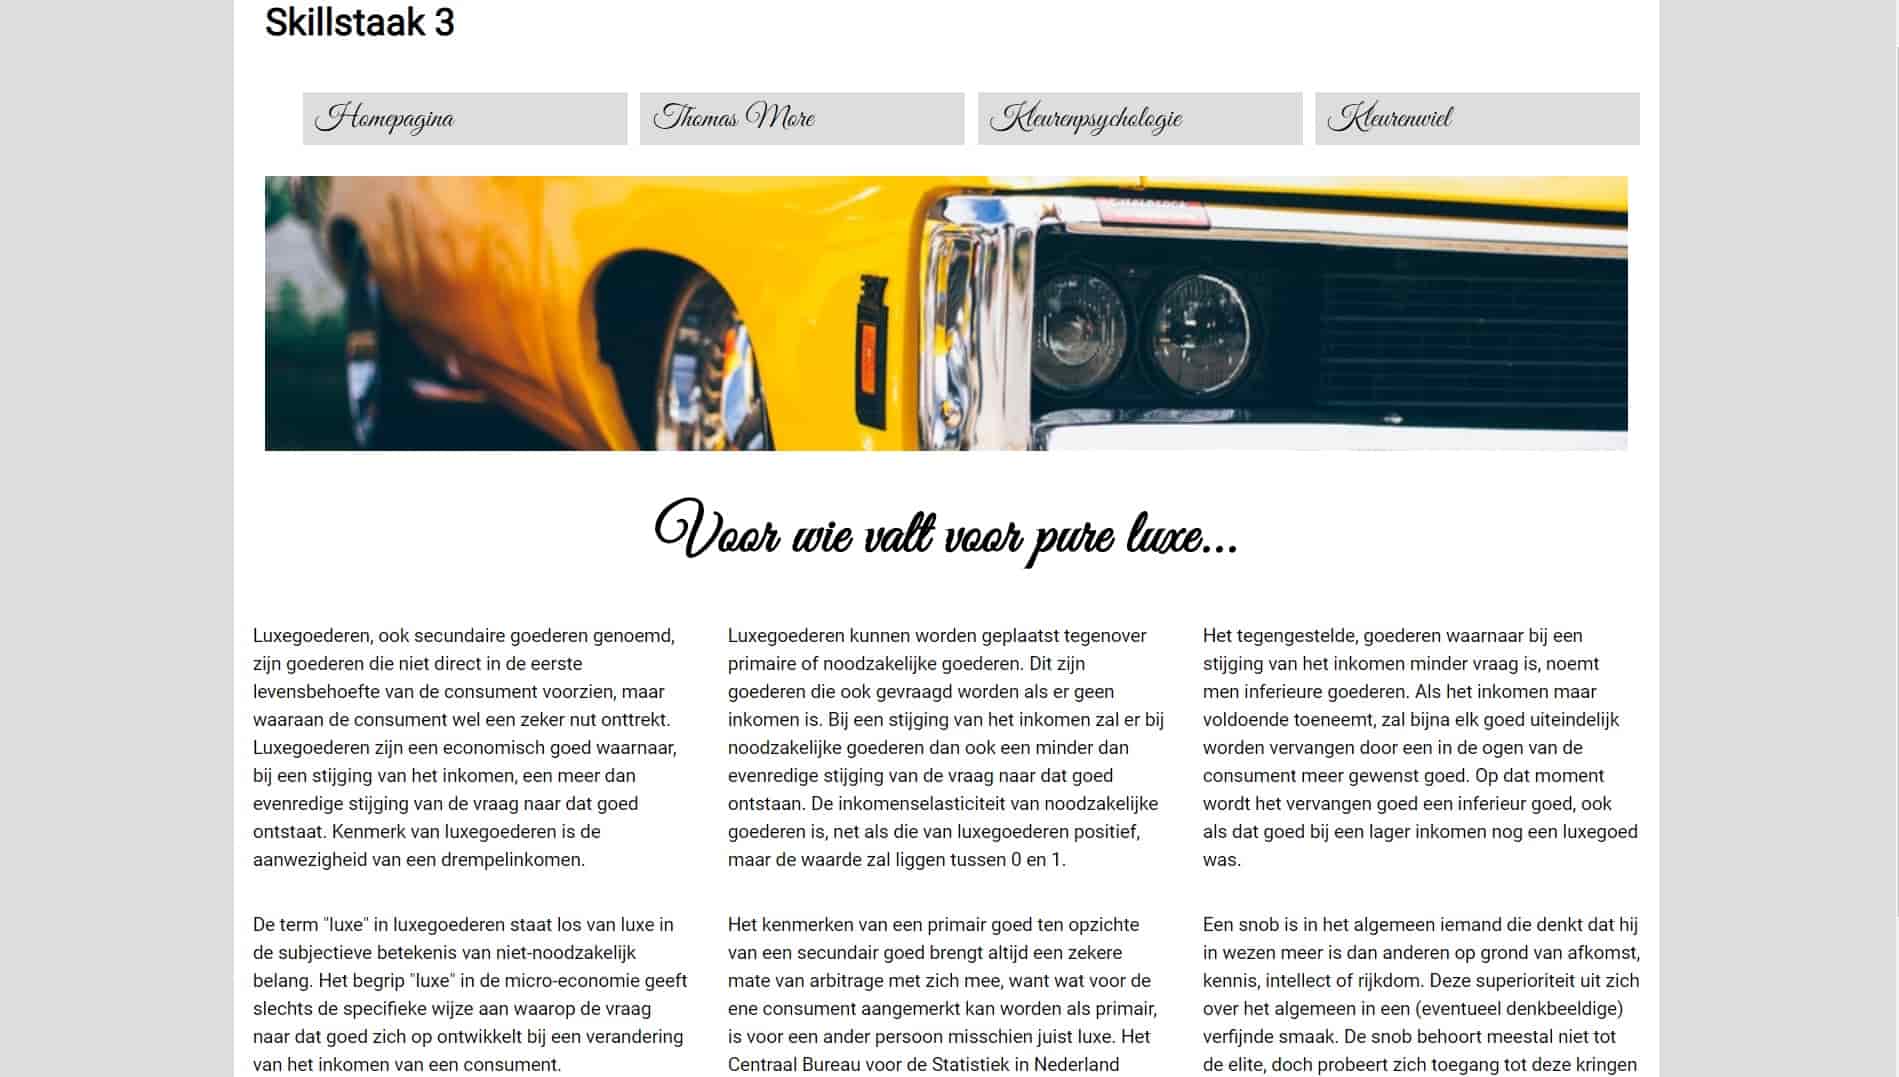 Skillstaak 3
Homepagina
Thomas More
Kleurenpsychologie
Kleurenwiel
Voor wie valt voor pure luxe...
Luxegoederen, ook secundaire goederen genoemd,
zijn goederen die niet direct in de eerste
levensbehoefte van de consument voorzien, maar
waaraan de consument wel een zeker nut onttrekt.
Luxegoederen zijn een economisch goed waarnaar,
bij een stijging van het inkomen, een meer dan
evenredige stijging van de vraag naar dat goed
ontstaat. Kenmerk van luxegoederen is de
aanwezigheid van een drempelinkomen.
Luxegoederen kunnen worden geplaatst tegenover
primaire of noodzakelijke goederen. Dit zijn
goederen die ook gevraagd worden als er geen
inkomen is. Bij een stijging van het inkomen zal er bij
noodzakelijke goederen dan ook een minder dan
evenredige stijging van de vraag naar dat goed
ontstaan. De inkomenselasticiteit van noodzakelijke
goederen is, net als die van luxegoederen positief,
maar de waarde zal liggen tussen 0 en 1.
Het tegengestelde, goederen waarnaar bij een
stijging van het inkomen minder vraag is, noemt
men inferieure goederen. Als het inkomen maar
voldoende toeneemt, zal bijna elk goed uiteindelijk
worden vervangen door een in de ogen van de
consument meer gewenst goed. Op dat moment
wordt het vervangen goed een inferieur goed, ook
als dat goed bij een lager inkomen nog een luxegoed
was.
De term "luxe" in luxegoederen staat los van luxe in
de subjectieve betekenis van niet-noodzakelijk
belang. Het begrip "luxe" in de micro-economie geeft
slechts de specifieke wijze aan waarop de vraag
naar dat goed zich op ontwikkelt bij een verandering
van het inkomen van een consument.
Het kenmerken van een primair goed ten opzichte
van een secundair goed brengt altijd een zekere
mate van arbitrage met zich mee, want wat voor de
ene consument aangemerkt kan worden als primair,
is voor een ander persoon misschien juist luxe. Het
Centraal Bureau voor de Statistiek in Nederland
Een snob is in het algemeen iemand die denkt dat hij
in wezen meer is dan anderen op grond van afkomst,
kennis, intellect of rijkdom. Deze superioriteit uit zich
over het algemeen in een (eventueel denkbeeldige)
verfijnde smaak. De snob behoort meestal niet tot
de elite, doch probeert zich toegang tot deze kringen